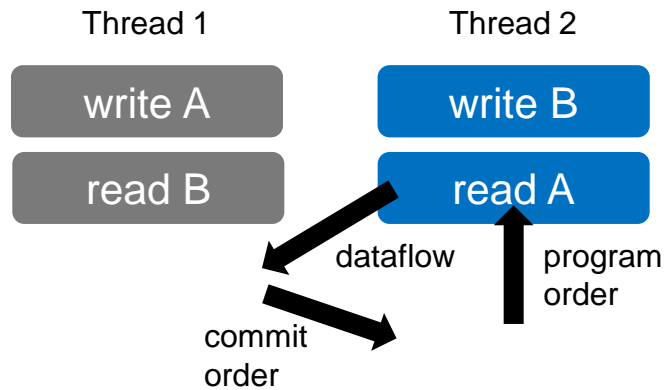 Thread 1
Thread 2
write A
write B
read B
read A
dataflow
program
order
commit
order